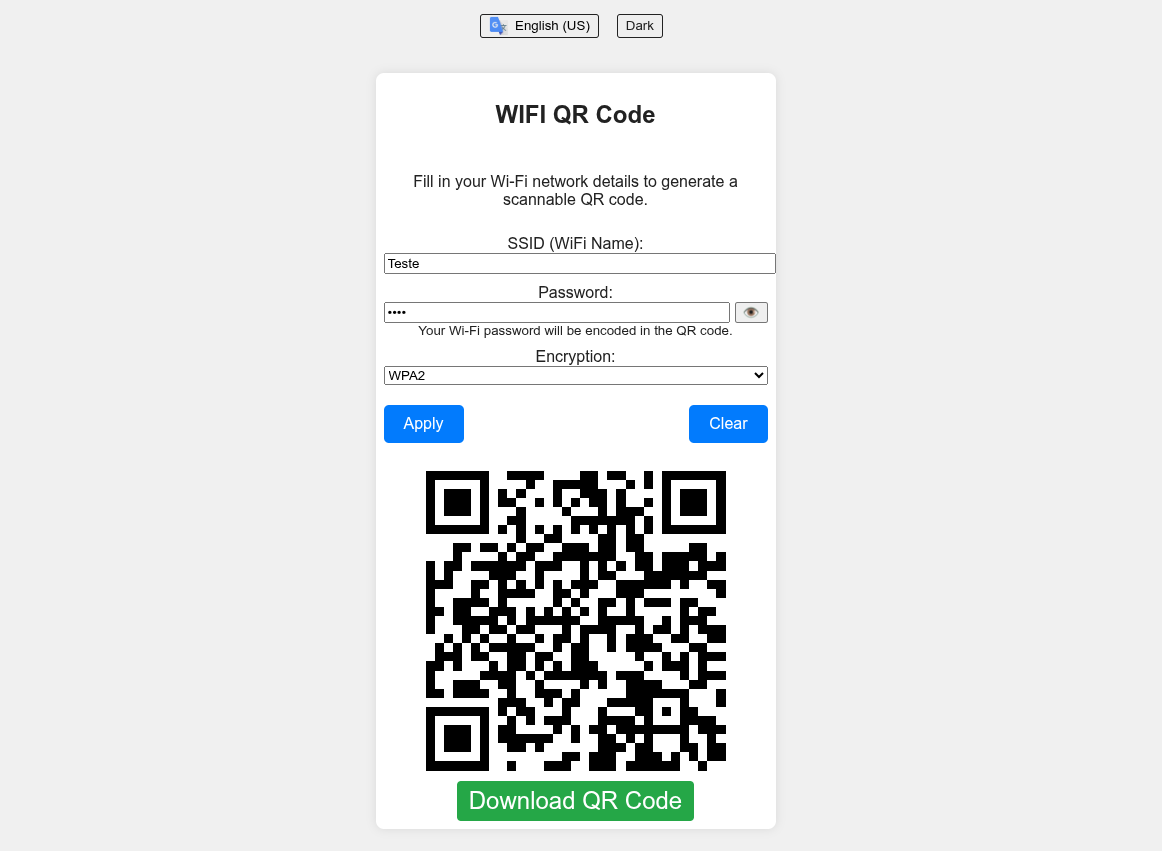 English (US)
Dark
WIFI QR Code
Fill in your Wi-Fi network details to generate a
scannable QR code.
SSID (WiFi Name):
Teste
Password:
••••
Your Wi-Fi password will be encoded in the QR code.
Encryption:
WPA2
Apply
Clear
Download QR Code